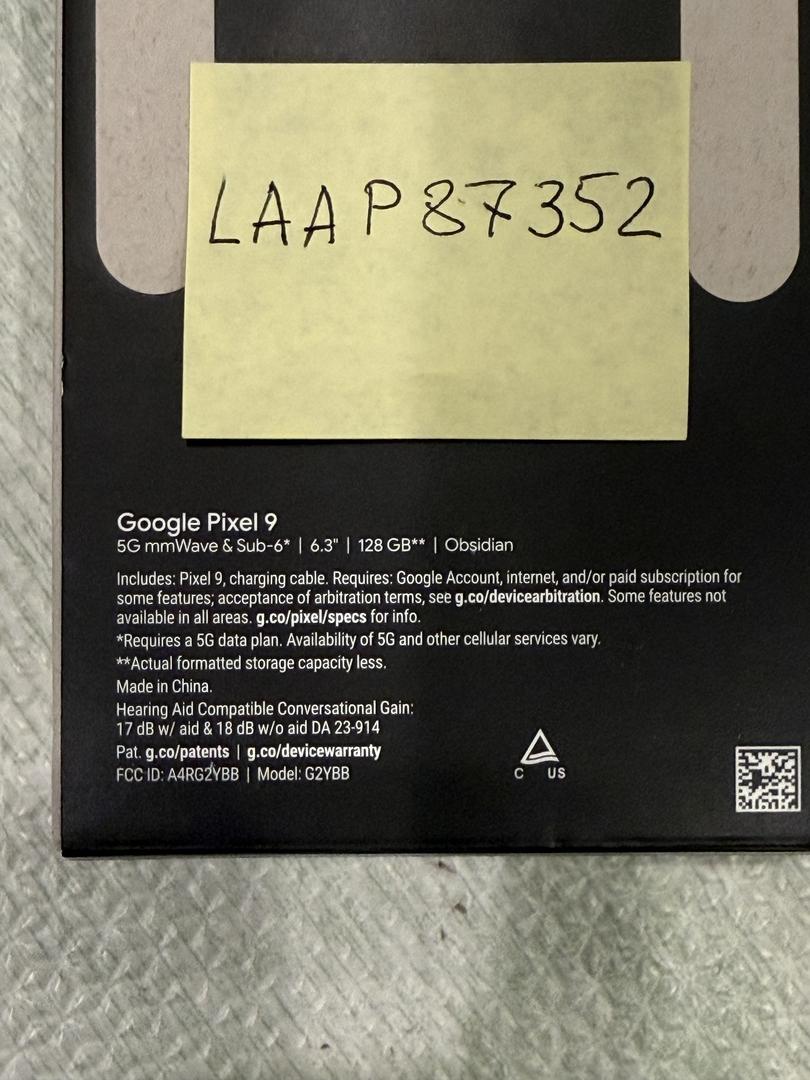 LAAP87352
Google Pixel 9
5G mmWave & Sub-6* | 6.3" | 128 GB** | Obsidian
Includes: Pixel 9, charging cable. Requires: Google Account, internet, and/or paid subscription for
some features; acceptance of arbitration terms, see g.co/devicearbitration. Some features not
available in all areas. g.co/pixel/specs for info.
*Requires a 5G data plan. Availability of 5G and other cellular services vary.
**Actual formatted storage capacity less.
Made in China.
Hearing Aid Compatible Conversational Gain:
17 dB w/ aid & 18 dB w/o aid DA 23-914
Pat. g.co/patents | g.co/devicewarranty
FCC ID: A4RG2YBB | Model: G2YBB
C US